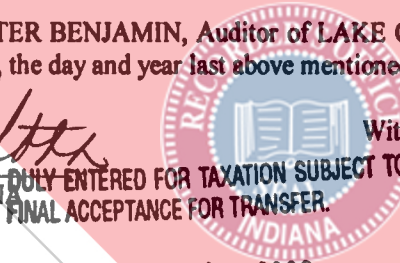 TER BENJAMIN, Auditor of LAKE C
, the day and year last above mentione
Wit
DULY ENTERED FOR TAXATION SUBJECT TO
FINAL ACCEPTANCE FOR TRANSFER.
SEAL
INDIANA